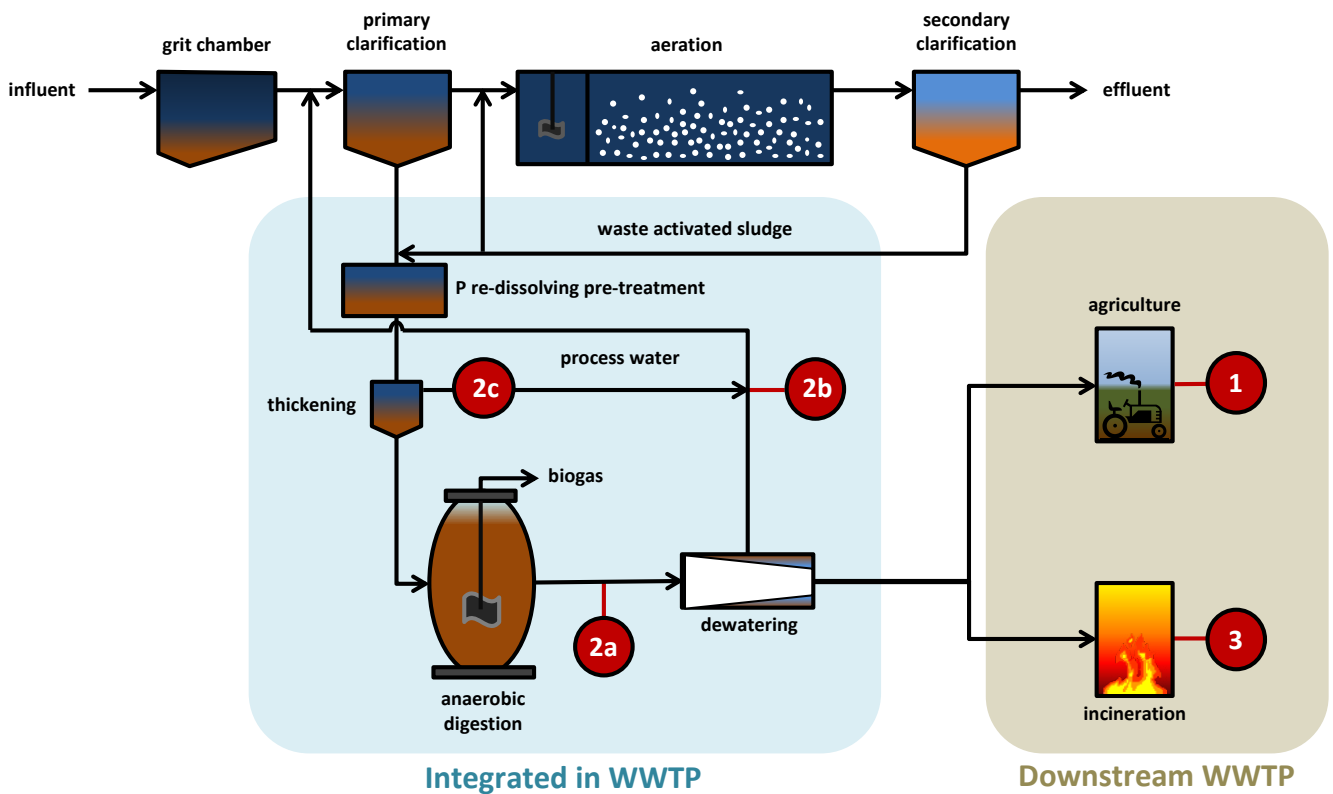 primary
clarification
secondary
clarification
grit chamber
aeration
influent
effluent
waste activated sludge
P re-dissolving pre-treatment
agriculture
process water
2c
2b
1
thickening
biogas
dewatering
2a
3
anaerobic
digestion
incineration
Integrated in WWTP
Downstream WWTP